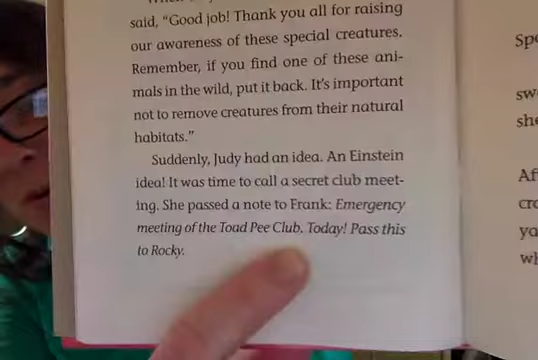 said, “Good job! Thank you all for raising
our awareness of these special creatures.
Remember, if you find one of these ani-
mals in the wild, put it back. It’s important
not to remove creatures from their natural
habitats.”
Suddenly, Judy had an idea. An Einstein
idea! It was time to call a secret club meet-
ing. She passed a note to Frank: Emergency
meeting of the Toad Pee Club. Today! Pass this
to Rocky.